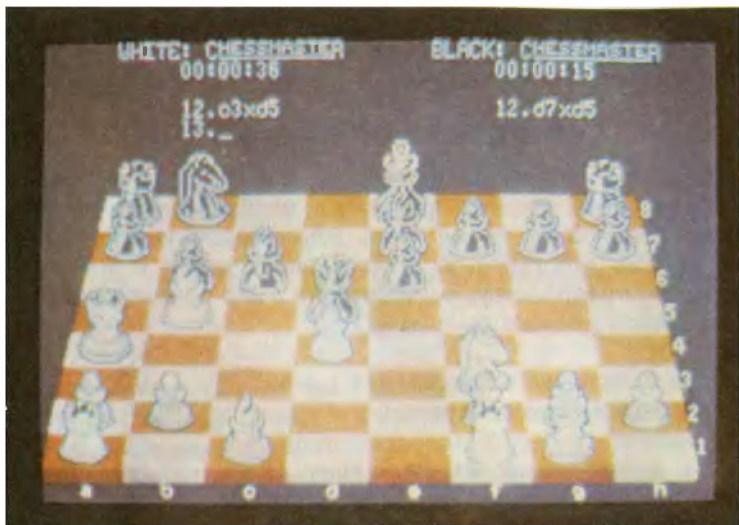 WHITE: CHESSMASTER
BLACK: CHESSMASTER
00:00:36
00:00:15
12.c3xd5
12.d7xd5
13._
8
7
6
5
4
3
2
1
a b c d e f g h